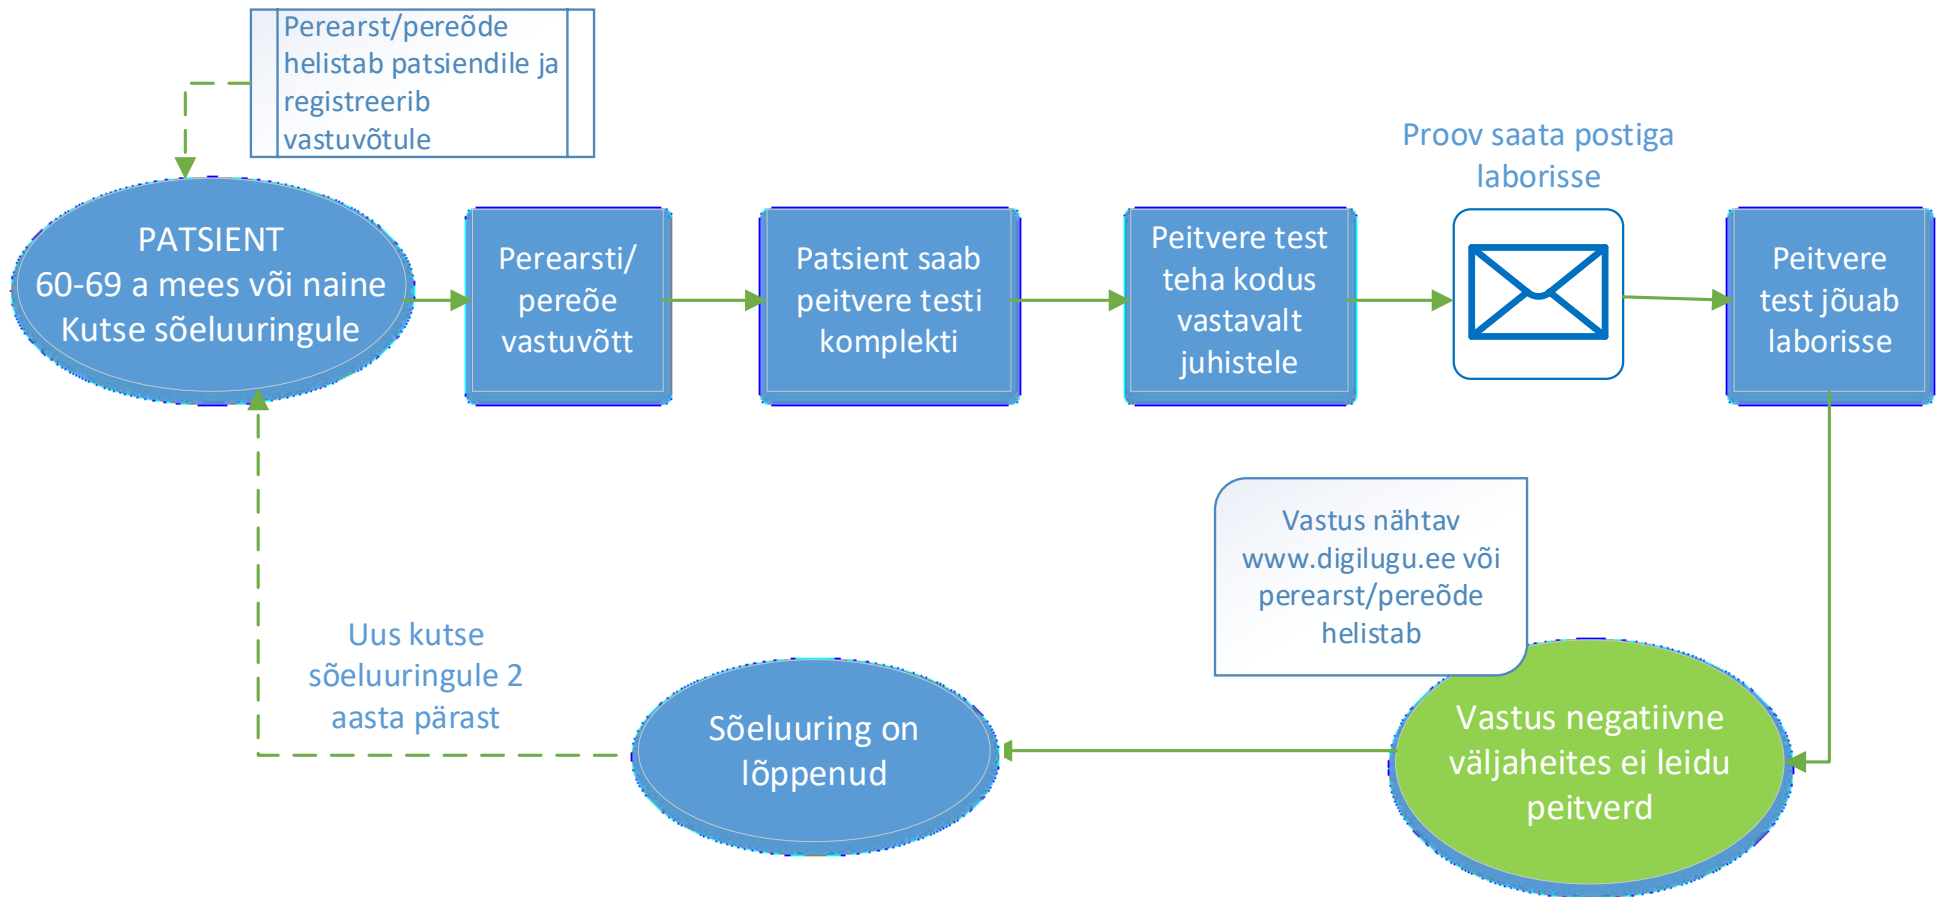 Perearst/pereõde
helistab patsiendile ja
registreerib
vastuvõtule
PATSIENT
60-69 a mees või naine
Kutse sõeluuringule
Perearsti/
pereõe
vastuvõtt
Patsient saab
peitvere testi
komplekti
Peitvere test
teha kodus
vastavalt
juhistele
Proov saata postiga
laborisse
Peitvere
test jõuab
laborisse
Vastus nähtav
www.digilugu.ee või
perearst/pereõde
helistab
Vastus negatiivne
väljaheites ei leidu
peitverd
Sõeluuring on
lõppenud
Uus kutse
sõeluuringule 2
aasta pärast